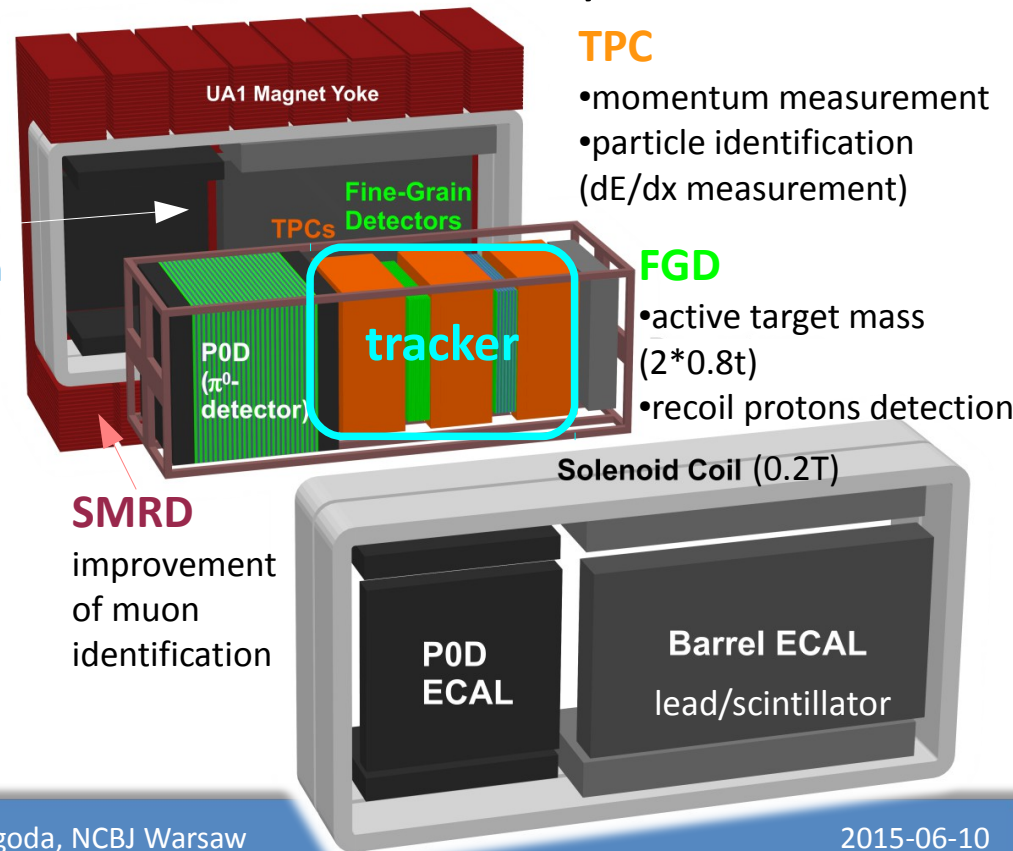 TPC
•momentum measurement
•particle identification
(dE/dx measurement)
UA1 Magnet Yoke
Fine-Grain
Detectors
TPCs
FGD
•active target mass
(2*0.8t)
•recoil protons detection
tracker
P0D
(π⁰-
detector)
Solenoid Coil (0.2T)
SMRD
improvement
of muon
identification
P0D
ECAL
Barrel ECAL
lead/scintillator
goda, NCBJ Warsaw
2015-06-10